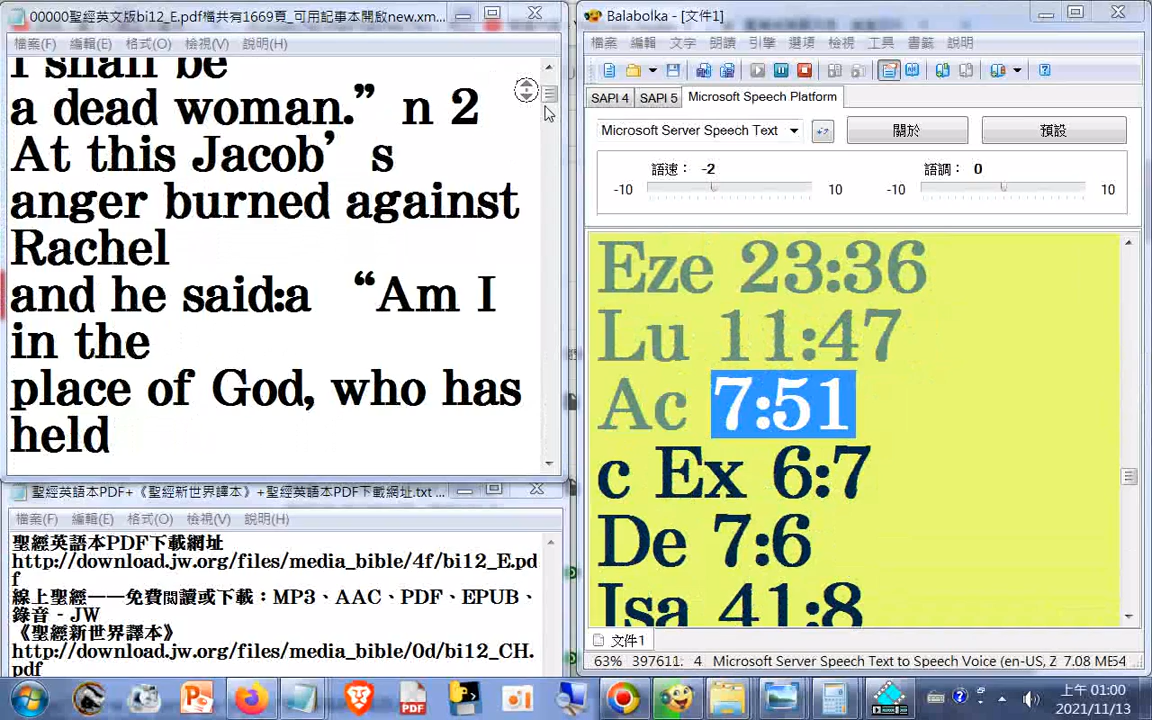 00000聖經英文版bi12_E.pdf檔共有1669頁_可用記事本開啟new.xm...
檔案(F) 編輯(E) 格式(O) 檢視(V) 說明(H)
I shall be
a dead woman.” n 2
At this Jacob’s
anger burned against
Rachel
and he said:a “Am I
in the
place of God, who has
held
聖經英語本PDF+《聖經新世界譯本》+聖經英語本PDF下載網址.txt ...
檔案(F) 編輯(E) 格式(O) 檢視(V) 說明(H)
聖經英語本PDF下載網址
http://download.jw.org/files/media_bible/4f/bi12_E.pd
f
線上聖經——免費閱讀或下載：MP3、AAC、PDF、EPUB、
錄音 - JW
《聖經新世界譯本》
http://download.jw.org/files/media_bible/0d/bi12_CH.
pdf
Balabolka - [文件1]
檔案 編輯 文字 朗讀 引擎 選項 檢視 工具 書籤 說明
SAPI 4 SAPI 5 Microsoft Speech Platform
Microsoft Server Speech Text 關於 預設
語速： -2 語調： 0
-10 10 -10 10
Eze 23:36
Lu 11:47
Ac 7:51
c Ex 6:7
De 7:6
Isa 41:8
文件1
63% 397611: 4 Microsoft Server Speech Text to Speech Voice (en-US, Z 7.08 ME54
上午 01:00
2021/11/13